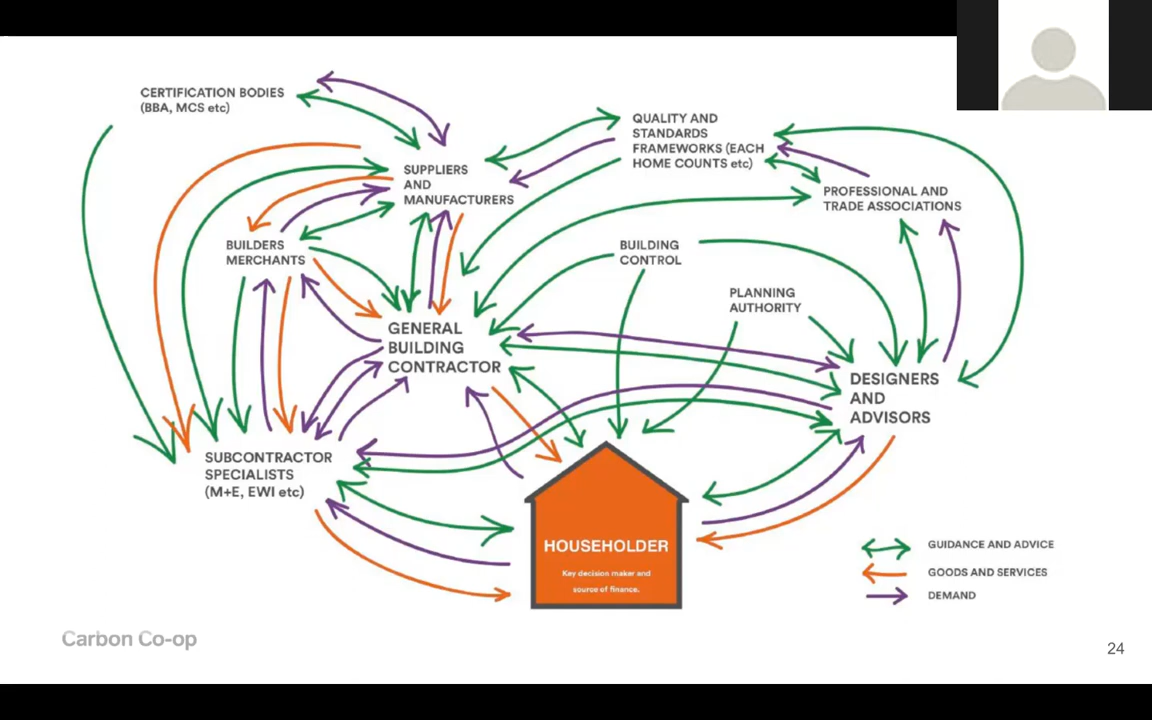 CERTIFICATION BODIES
(BBA, MCS etc)
QUALITY AND
STANDARDS
FRAMEWORKS (EACH
HOME COUNTS etc)
SUPPLIERS
AND
MANUFACTURERS
PROFESSIONAL AND
TRADE ASSOCIATIONS
BUILDERS
MERCHANTS
BUILDING
CONTROL
PLANNING
AUTHORITY
GENERAL
BUILDING
CONTRACTOR
DESIGNERS
AND
ADVISORS
SUBCONTRACTOR
SPECIALISTS
(M+E, EWI etc)
HOUSEHOLDER
Key decision maker and
source of finance.
GUIDANCE AND ADVICE
GOODS AND SERVICES
DEMAND
Carbon Co-op
24